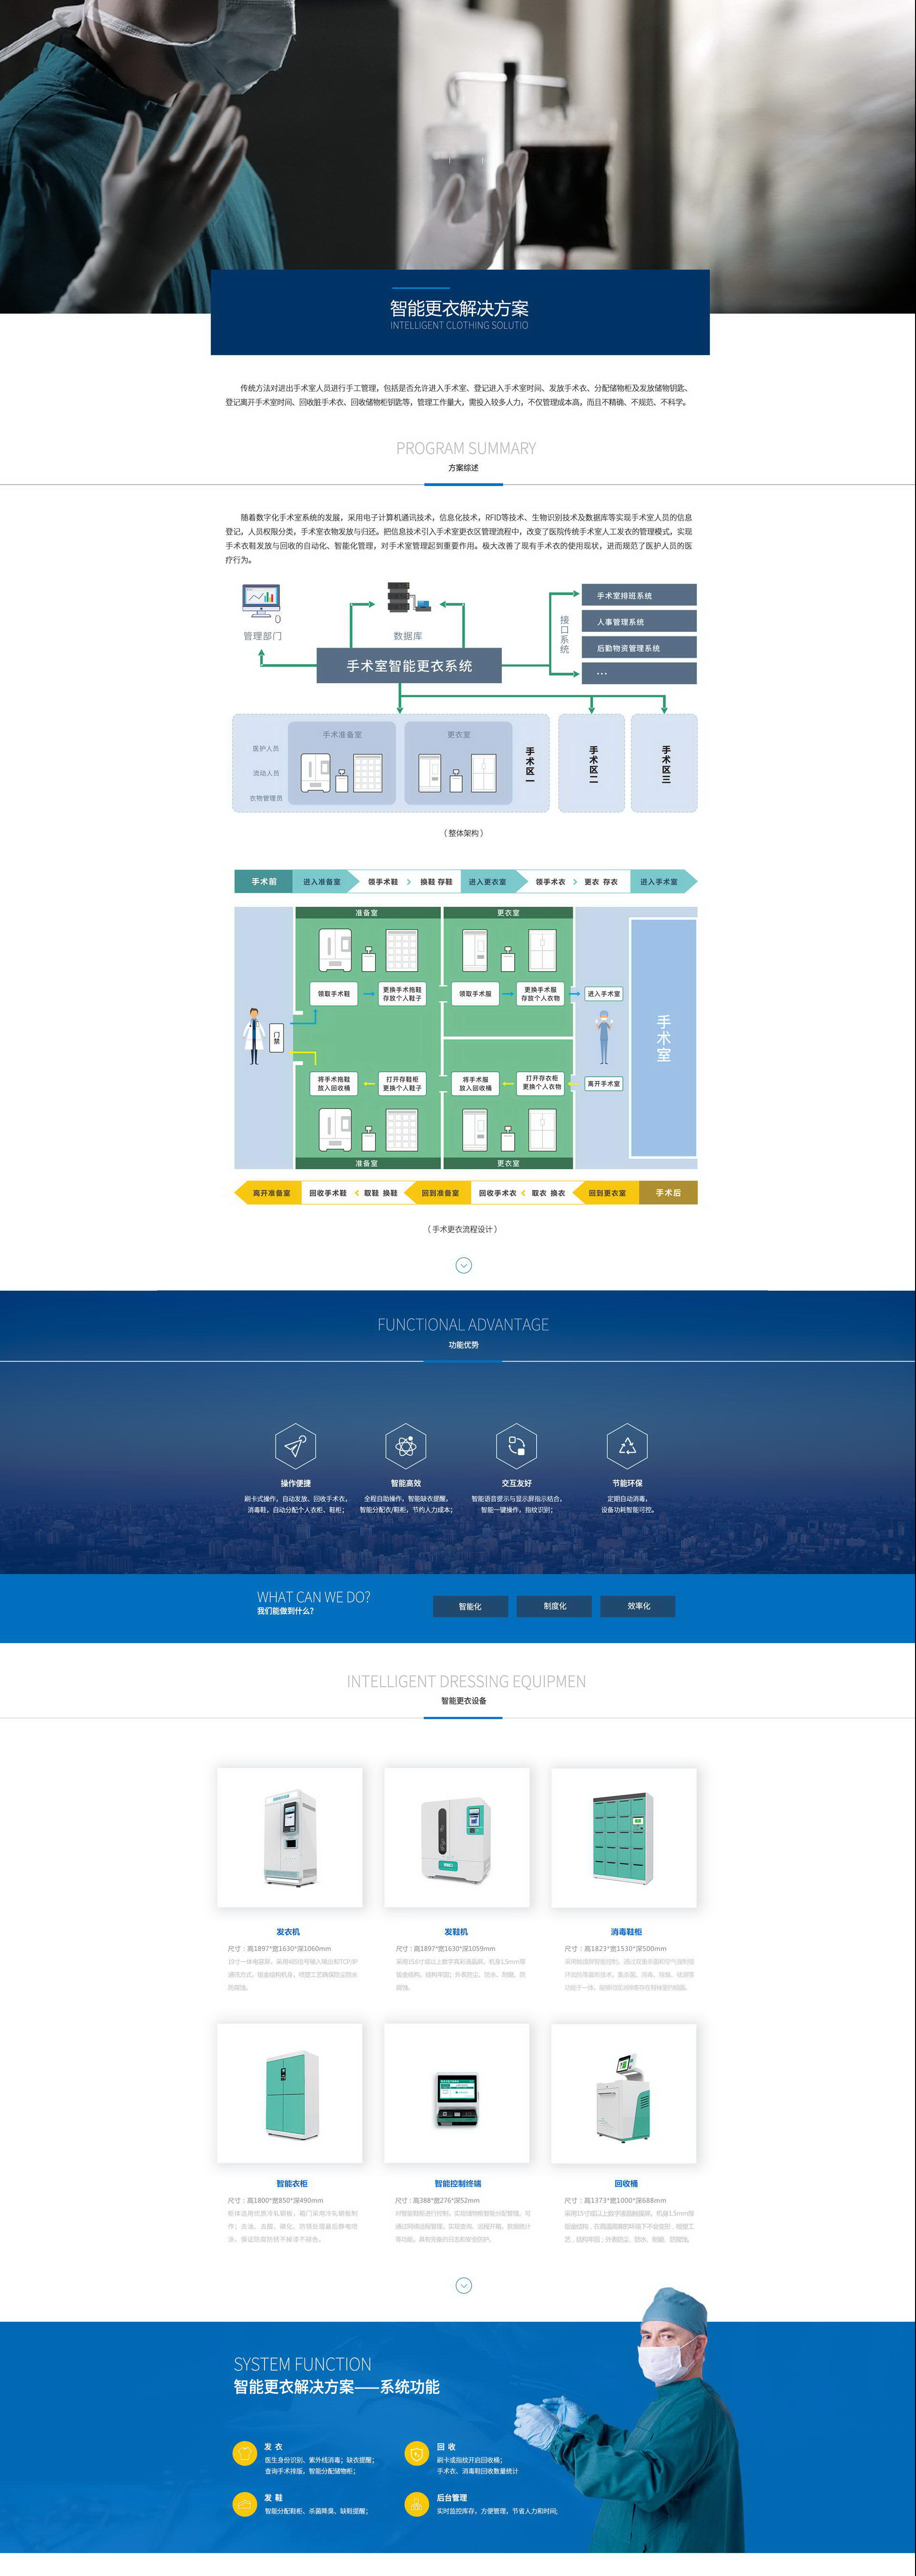 智能更衣解决方案
INTELLIGENT CLOTHING SOLUTIO
传统方法对进出手术室人员进行手工管理，包括是否允许进入手术室、登记进入手术室时间、发放手术衣、分配储物柜及发放储物钥匙、
登记离开手术室时间、回收脏手术衣、回收储物柜钥匙等，管理工作量大，需投入较多人力，不仅管理成本高，而且不精确、不规范、不科学。
PROGRAM SUMMARY
方案综述
随着数字化手术室系统的发展，采用电子计算机通讯技术，信息化技术，RFID等技术、生物识别技术及数据库等实现手术室人员的信息
登记，人员权限分类，手术室衣物发放与归还。把信息技术引入手术室更衣区管理流程中，改变了医院传统手术室人工发衣的管理模式，实现
手术衣鞋发放与回收的自动化、智能化管理，对手术室管理起到重要作用。极大改善了现有手术衣的使用现状，进而规范了医护人员的医
疗行为。
管理部门
数据库
接口系统
手术室排班系统
人事管理系统
后勤物资管理系统
...
手术室智能更衣系统
医护人员
流动人员
衣物管理员
手术准备室
更衣室
手术区一
手术区二
手术区三
（整体架构）
手术前 进入准备室 领手术鞋 > 换鞋 存鞋 进入更衣室 领手术衣 > 更衣 存衣 进入手术室
准备室 更衣室
领取手术鞋
更换手术拖鞋
存放个人鞋子
领取手术服
更换手术服
存放个人衣物
进入手术室
门禁
手术室
将手术拖鞋
放入回收桶
打开存鞋柜
更换个人鞋子
将手术服
放入回收桶
打开存衣柜
更换个人衣物
离开手术室
准备室 更衣室
离开准备室 回收手术鞋 < 取鞋 换鞋 回到准备室 回收手术衣 < 取衣 换衣 回到更衣室 手术后
（手术更衣流程设计）
FUNCTIONAL ADVANTAGE
功能优势
操作便捷
刷卡式操作，自动发放、回收手术衣，
消毒鞋，自动分配个人衣柜、鞋柜；
智能高效
全程自助操作，智能缺衣提醒，
智能分配衣/鞋柜，节约人力成本；
交互友好
智能语音提示与显示屏指示结合，
智能一键操作，指纹识别；
节能环保
定期自动消毒，
设备功耗智能可控。
WHAT CAN WE DO?
我们能做到什么?
智能化
制度化
效率化
INTELLIGENT DRESSING EQUIPMEN
智能更衣设备
发衣机
尺寸：高1897*宽1630*深1060mm
发鞋机
尺寸：高1897*宽1630*深1059mm
消毒鞋柜
尺寸：高1823*宽1530*深500mm
智能衣柜
尺寸：高1800*宽850*深490mm
智能控制终端
尺寸：高388*宽276*深52mm
回收桶
尺寸：高1373*宽1000*深688mm
SYSTEM FUNCTION
智能更衣解决方案——系统功能
发 衣
医生身份识别、紫外线消毒；缺衣提醒；
查询手术排版，智能分配储物柜；
回 收
刷卡或指纹开启回收桶；
手术衣、消毒鞋回收数量统计
发 鞋
智能分配鞋柜、杀菌降臭、缺鞋提醒；
后台管理
实时监控库存，方便管理，节省人力和时间；